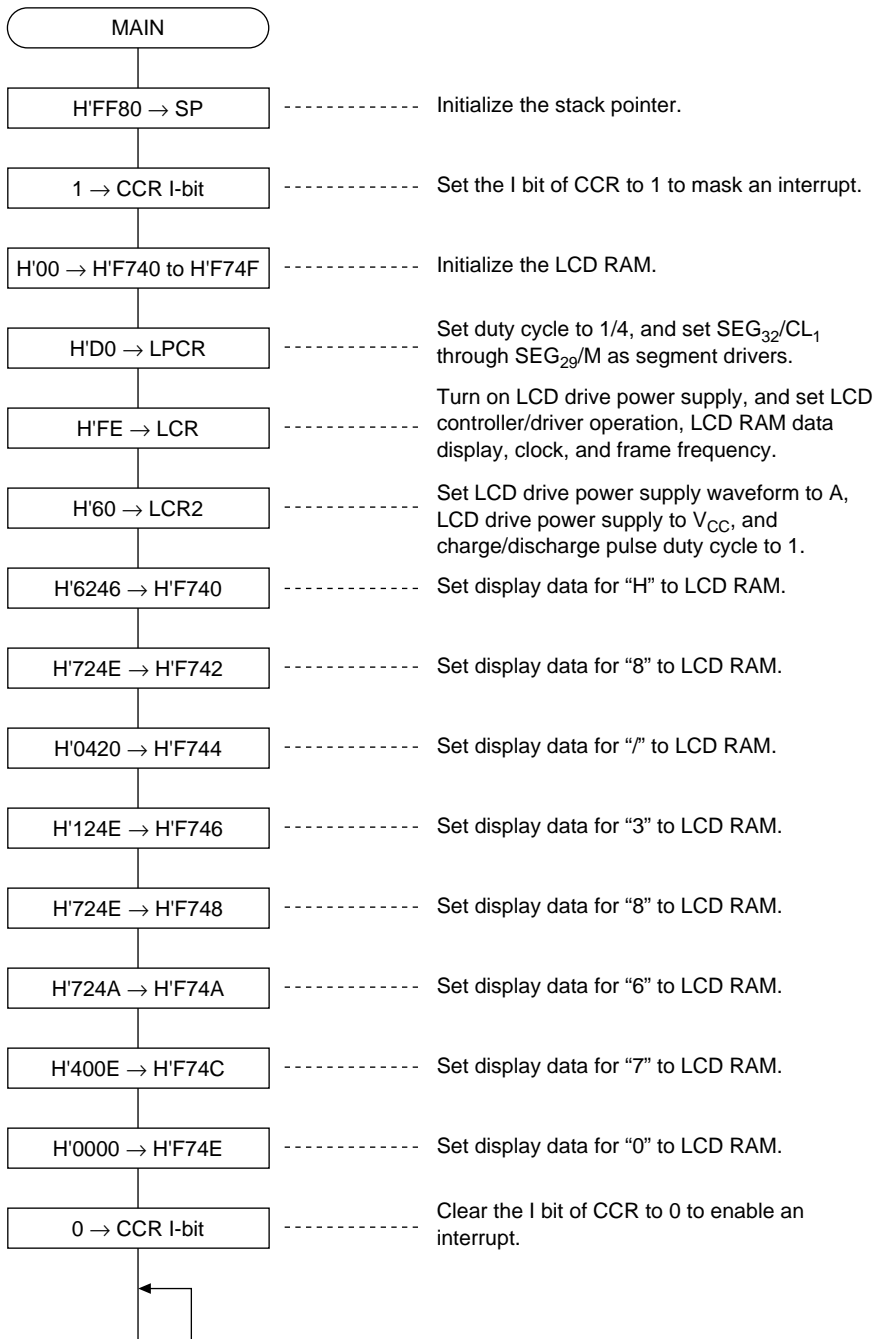 MAIN
H'FF80 → SP
Initialize the stack pointer.
1 → CCR I-bit
Set the I bit of CCR to 1 to mask an interrupt.
H'00 → H'F740 to H'F74F
Initialize the LCD RAM.
H'D0 → LPCR
Set duty cycle to 1/4, and set SEG32/CL1
through SEG29/M as segment drivers.
H'FE → LCR
Turn on LCD drive power supply, and set LCD
controller/driver operation, LCD RAM data
display, clock, and frame frequency.
H'60 → LCR2
Set LCD drive power supply waveform to A,
LCD drive power supply to VCC, and
charge/discharge pulse duty cycle to 1.
H'6246 → H'F740
Set display data for “H” to LCD RAM.
H'724E → H'F742
Set display data for “8” to LCD RAM.
H'0420 → H'F744
Set display data for “/” to LCD RAM.
H'124E → H'F746
Set display data for “3” to LCD RAM.
H'724E → H'F748
Set display data for “8” to LCD RAM.
H'724A → H'F74A
Set display data for “6” to LCD RAM.
H'400E → H'F74C
Set display data for “7” to LCD RAM.
H'0000 → H'F74E
Set display data for “0” to LCD RAM.
0 → CCR I-bit
Clear the I bit of CCR to 0 to enable an
interrupt.